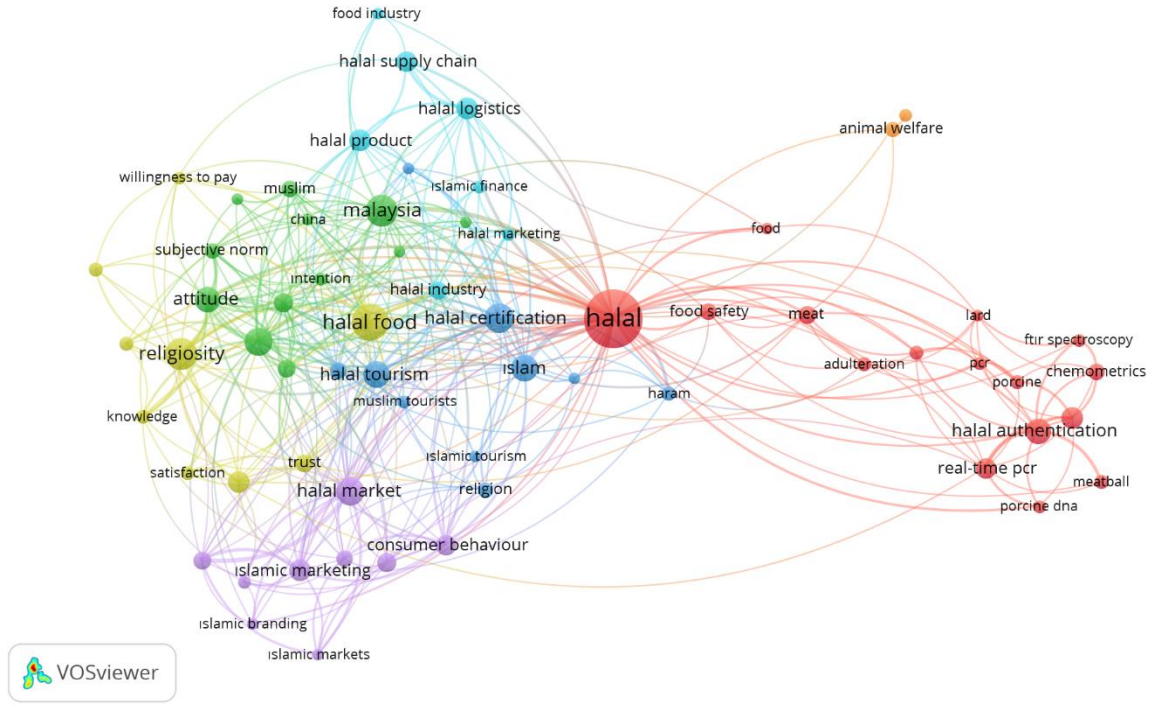 food industry
halal supply chain
halal logistics
animal welfare
halal product
willingness to pay
muslim
ıslamic finance
malaysia
china
food
halal marketing
subjective norm
ıntention
halal industry
attitude
halal food
halal certification
halal
food safety
meat
lard
ftır spectroscopy
religiosity
adulteration
pcr
chemometrics
halal tourism
ıslam
porcine
muslim tourists
haram
knowledge
halal authentication
ıslamic tourism
trust
satisfaction
real-time pcr
halal market
religion
meatball
porcine dna
consumer behaviour
ıslamic marketing
ıslamic branding
ıslamic markets
VOSviewer